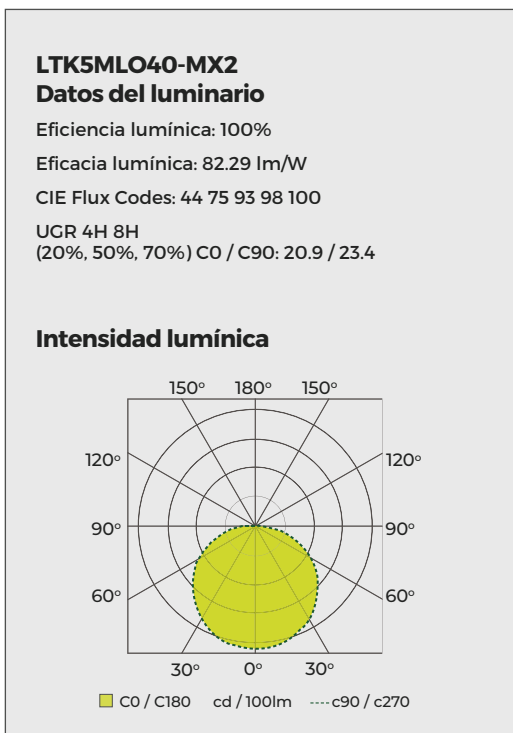 LTK5MLO40-MX2
Datos del luminario
Eficiencia lumínica: 100%
Eficacia lumínica: 82.29 lm/W
CIE Flux Codes: 44 75 93 98 100
UGR 4H 8H
(20%, 50%, 70%) C0 / C90: 20.9 / 23.4
Intensidad lumínica
150° 180° 150°
120° 120°
90° 90°
60° 60°
30° 0° 30°
C0 / C180 cd / 100lm c90 / c270